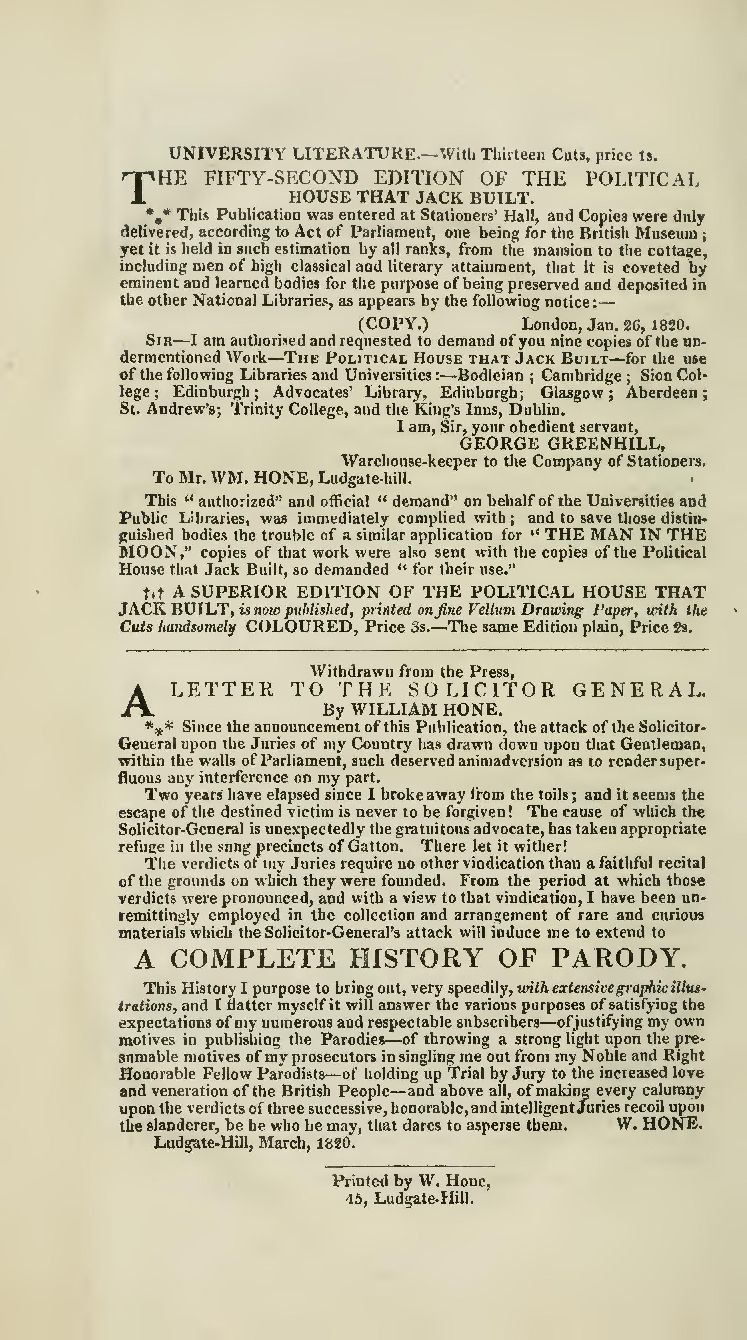 UNIVERSITY LITERATURE.—With Thirteen Cuts, price 1s.
THE FIFTY-SECOND EDITION OF THE POLITICAL
HOUSE THAT JACK BUILT.
*⁎* This Publication was entered at Stationers' Hall, and Copies were duly
delivered, according to Act of Parliament, one being for the British Museum;
yet it is held in such estimation by all ranks, from the mansion to the cottage,
including men of high classical and literary attainment, that it is coveted by
eminent and learned bodies for the purpose of being preserved and deposited in
the other National Libraries, as appears by the following notice:—
(COPY.) London, Jan. 26, 1820.
SIR—I am authorised and requested to demand of you nine copies of the un-
dermentioned Work—THE POLITICAL HOUSE THAT JACK BUILT—for the use
of the following Libraries and Universities:—Bodleian; Cambridge; Sion Col-
lege; Edinburgh; Advocates' Library, Edinburgh; Glasgow; Aberdeen;
St. Andrew's; Trinity College, and the King's Inns, Dublin.
I am, Sir, your obedient servant,
GEORGE GREENHILL,
Warehouse-keeper to the Company of Stationers.
To Mr. WM. HONE, Ludgate-hill.
This "authorized" and official "demand" on behalf of the Universities and
Public Libraries, was immediately complied with; and to save those distin-
guished bodies the trouble of a similar application for "THE MAN IN THE
MOON," copies of that work were also sent with the copies of the Political
House that Jack Built, so demanded "for their use."
†⸸† A SUPERIOR EDITION OF THE POLITICAL HOUSE THAT
JACK BUILT, is now published, printed on fine Vellum Drawing Paper, with the
Cuts handsomely COLOURED, Price 3s.—The same Edition plain, Price 2s.
Withdrawn from the Press,
A LETTER TO THE SOLICITOR GENERAL.
By WILLIAM HONE.
*⁎* Since the announcement of this Publication, the attack of the Solicitor-
General upon the Juries of my Country has drawn down upon that Gentleman,
within the walls of Parliament, such deserved animadversion as to render super-
fluous any interference on my part.
Two years have elapsed since I broke away from the toils; and it seems the
escape of the destined victim is never to be forgiven! The cause of which the
Solicitor-General is unexpectedly the gratuitous advocate, has taken appropriate
refuge in the snug precincts of Gatton. There let it wither!
The verdicts of my Juries require no other vindication than a faithful recital
of the grounds on which they were founded. From the period at which those
verdicts were pronounced, and with a view to that vindication, I have been un-
remittingly employed in the collection and arrangement of rare and curious
materials which the Solicitor-General's attack will induce me to extend to
A COMPLETE HISTORY OF PARODY.
This History I purpose to bring out, very speedily, with extensive graphic illus-
trations, and I flatter myself it will answer the various purposes of satisfying the
expectations of my numerous and respectable subscribers—of justifying my own
motives in publishing the Parodies—of throwing a strong light upon the pre-
sumable motives of my prosecutors in singling me out from my Noble and Right
Honorable Fellow Parodists—of holding up Trial by Jury to the increased love
and veneration of the British People—and above all, of making every calumny
upon the verdicts of three successive, honorable, and intelligent Juries recoil upon
the slanderer, be he who he may, that dares to asperse them. W. HONE.
Ludgate-Hill, March, 1820.
Printed by W. Hone,
45, Ludgate-Hill.